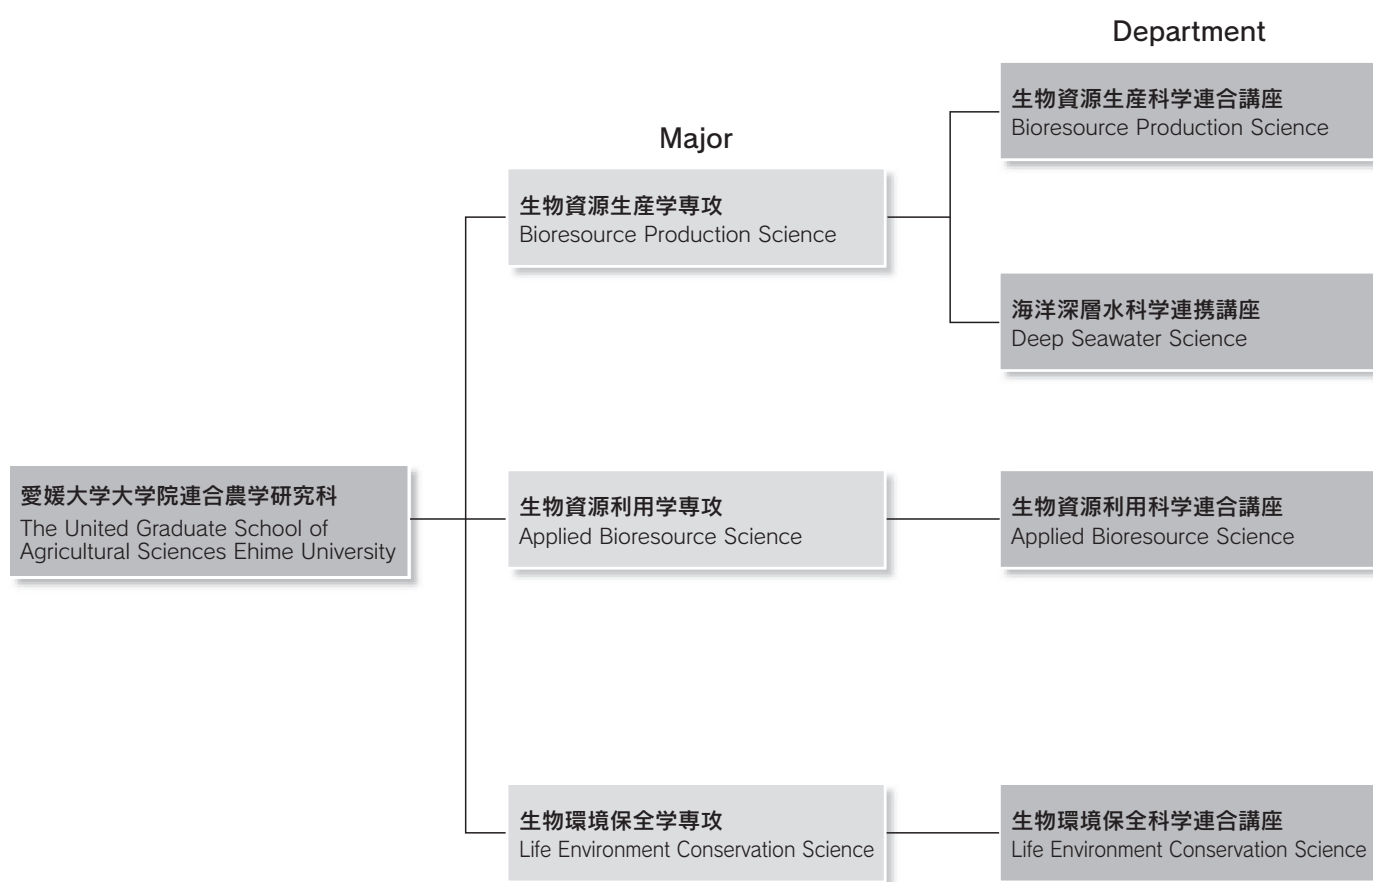 Department
生物資源生産科学連合講座
Bioresource Production Science
Major
生物資源生産学専攻
Bioresource Production Science
海洋深層水科学連携講座
Deep Seawater Science
愛媛大学大学院連合農学研究科
The United Graduate School of
Agricultural Sciences Ehime University
生物資源利用学専攻
Applied Bioresource Science
生物資源利用科学連合講座
Applied Bioresource Science
生物環境保全学専攻
Life Environment Conservation Science
生物環境保全科学連合講座
Life Environment Conservation Science